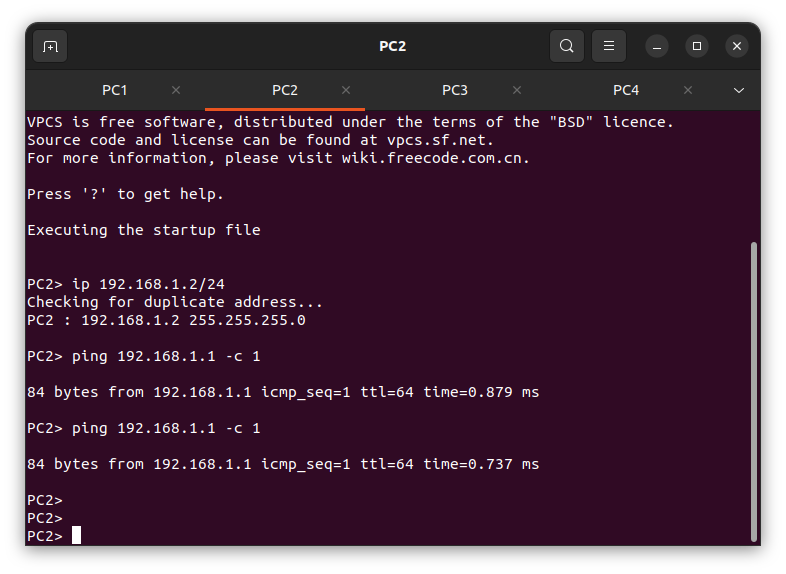 PC2
PC1 PC2 PC3 PC4
VPCS is free software, distributed under the terms of the "BSD" licence.
Source code and license can be found at vpcs.sf.net.
For more information, please visit wiki.freecode.com.cn.
Press '?' to get help.
Executing the startup file
PC2> ip 192.168.1.2/24
Checking for duplicate address...
PC2 : 192.168.1.2 255.255.255.0
PC2> ping 192.168.1.1 -c 1
84 bytes from 192.168.1.1 icmp_seq=1 ttl=64 time=0.879 ms
PC2> ping 192.168.1.1 -c 1
84 bytes from 192.168.1.1 icmp_seq=1 ttl=64 time=0.737 ms
PC2>
PC2>
PC2>